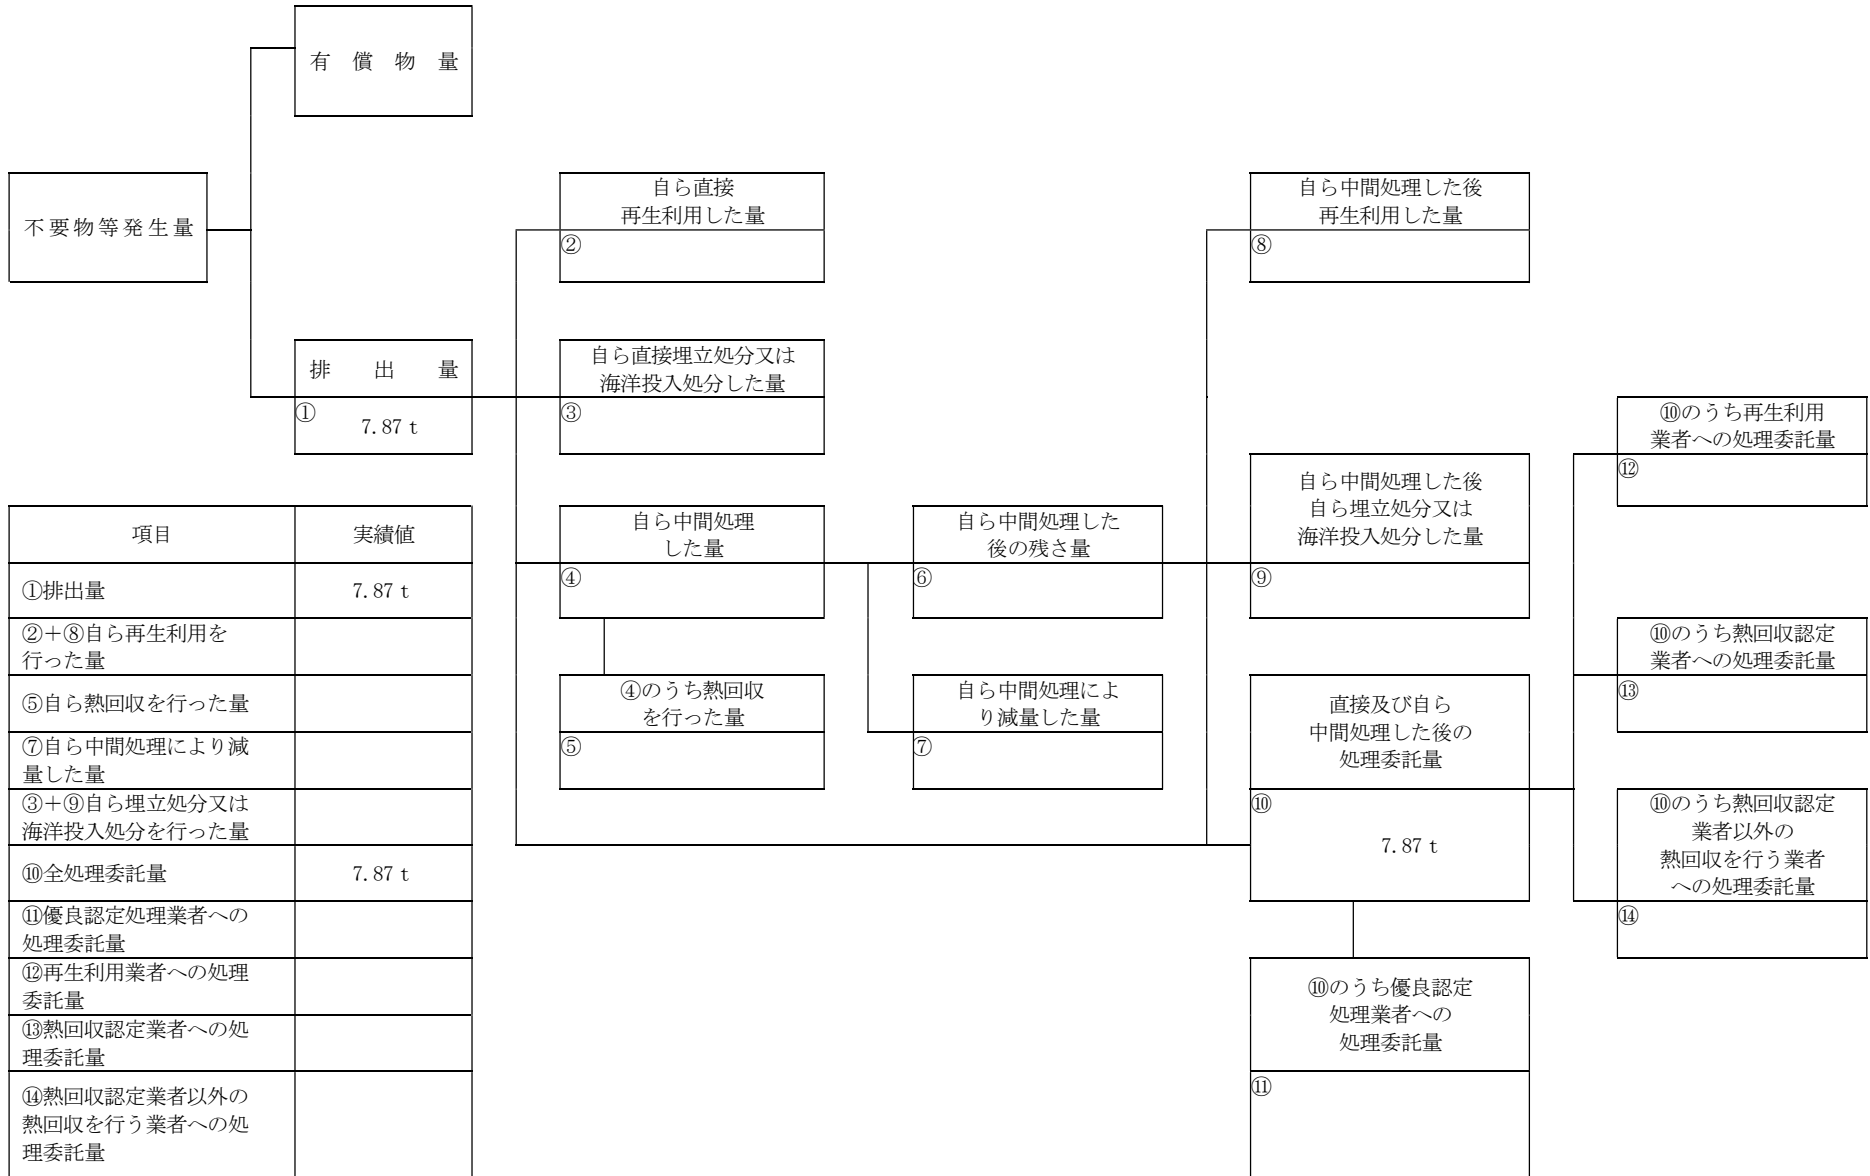 有償物量
不要物等発生量
自ら直接
再生利用した量
②
自ら中間処理した後
再生利用した量
⑧
排出量
① 7.87 t
自ら直接埋立処分又は
海洋投入処分した量
③
⑩のうち再生利用
業者への処理委託量
⑫
自ら中間処理
した量
④
自ら中間処理した
後の残さ量
⑥
自ら中間処理した後
自ら埋立処分又は
海洋投入処分した量
⑨
⑩のうち熱回収認定
業者への処理委託量
⑬
④のうち熱回収
を行った量
⑤
自ら中間処理によ
り減量した量
⑦
直接及び自ら
中間処理した後の
処理委託量
⑩
7.87 t
⑩のうち熱回収認定
業者以外の
熱回収を行う業者
への処理委託量
⑭
⑩のうち優良認定
処理業者への
処理委託量
⑪
項目 実績値
①排出量 7.87 t
②＋⑧自ら再生利用を
行った量
⑤自ら熱回収を行った量
⑦自ら中間処理により減
量した量
③＋⑨自ら埋立処分又は
海洋投入処分を行った量
⑩全処理委託量 7.87 t
⑪優良認定処理業者への
処理委託量
⑫再生利用業者への処理
委託量
⑬熱回収認定業者への処
理委託量
⑭熱回収認定業者以外の
熱回収を行う業者への処
理委託量